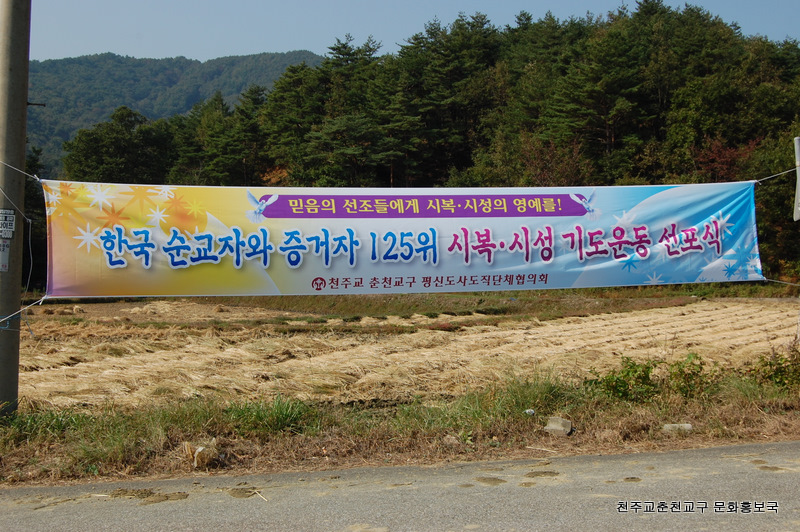 믿음의 선조들에게 시복·시성의 영예를!
한국 순교자와 증거자 125위 시복·시성 기도운동 선포식
천주교 춘천교구 평신도사도직단체협의회
천주교춘천교구 문화홍보국